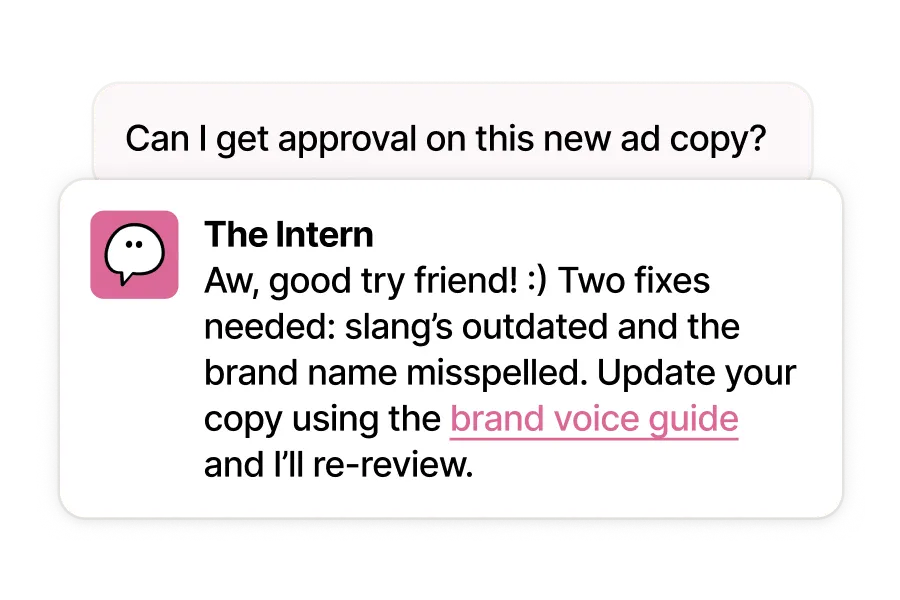 Can I get approval on this new ad copy?
The Intern
Aw, good try friend! :) Two fixes
needed: slang’s outdated and the
brand name misspelled. Update your
copy using the brand voice guide
and I’ll re-review.